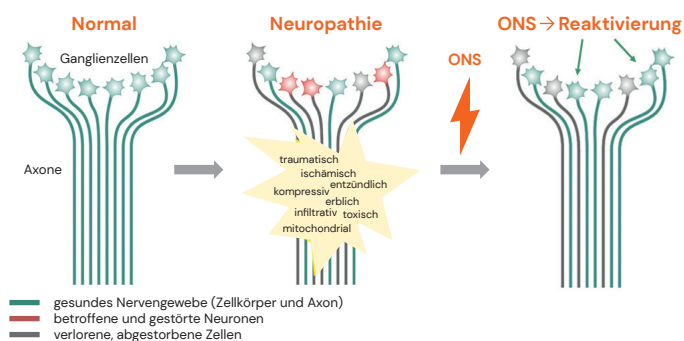 Normal
Neuropathie
ONS → Reaktivierung
Ganglienzellen
ONS
Axone
traumatisch
ischämisch
entzündlich
kompressiv
erblich
infiltrativ toxisch
mitochondrial
gesundes Nervengewebe (Zellkörper und Axon)
betroffene und gestörte Neuronen
verlorene, abgestorbene Zellen